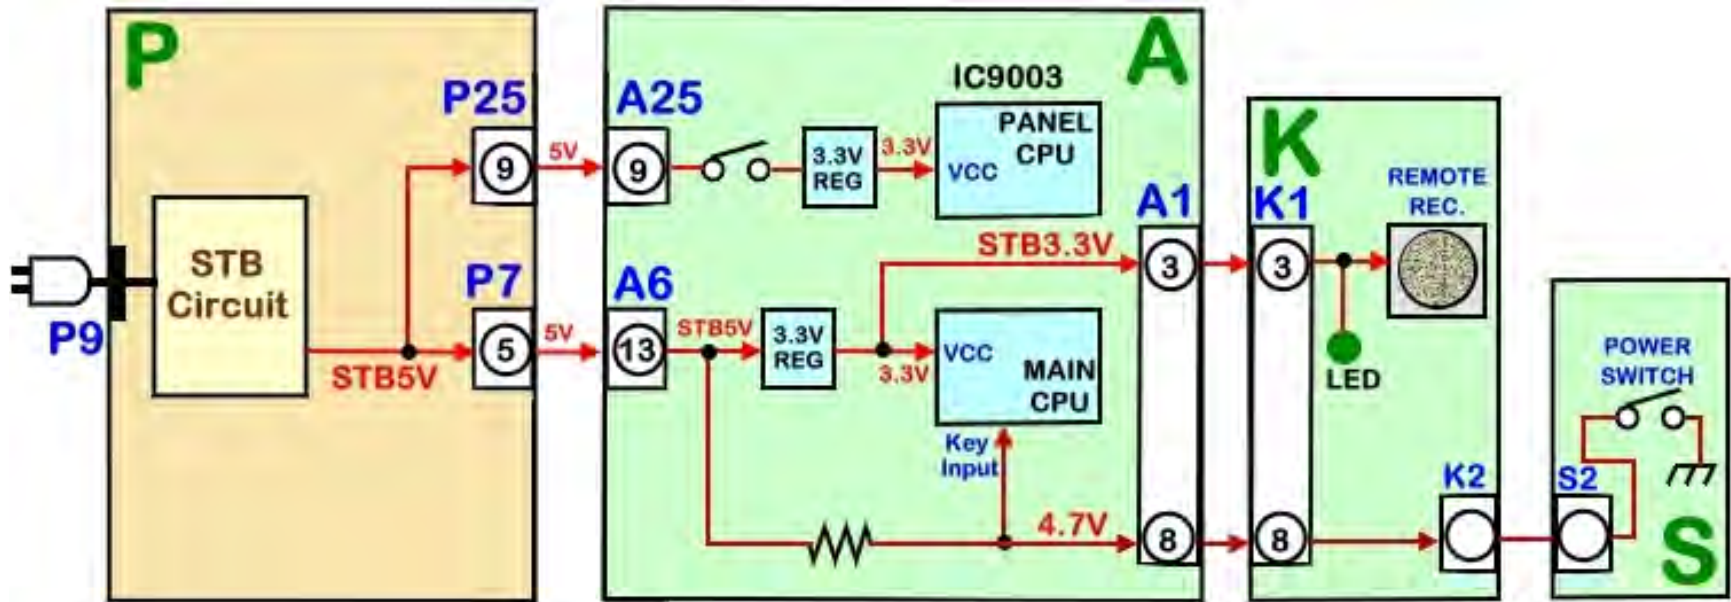 P
P25
9
5V
STB
Circuit
P9
STB5V
P7
5
5V
A
A25
9
3.3V
REG
3.3V
IC9003
PANEL
CPU
VCC
A6
13
STB5V
3.3V
REG
3.3V
STB3.3V
VCC
MAIN
CPU
Key
Input
4.7V
A1
3
8
K
K1
3
8
REMOTE
REC.
LED
K2
S2
POWER
SWITCH
S